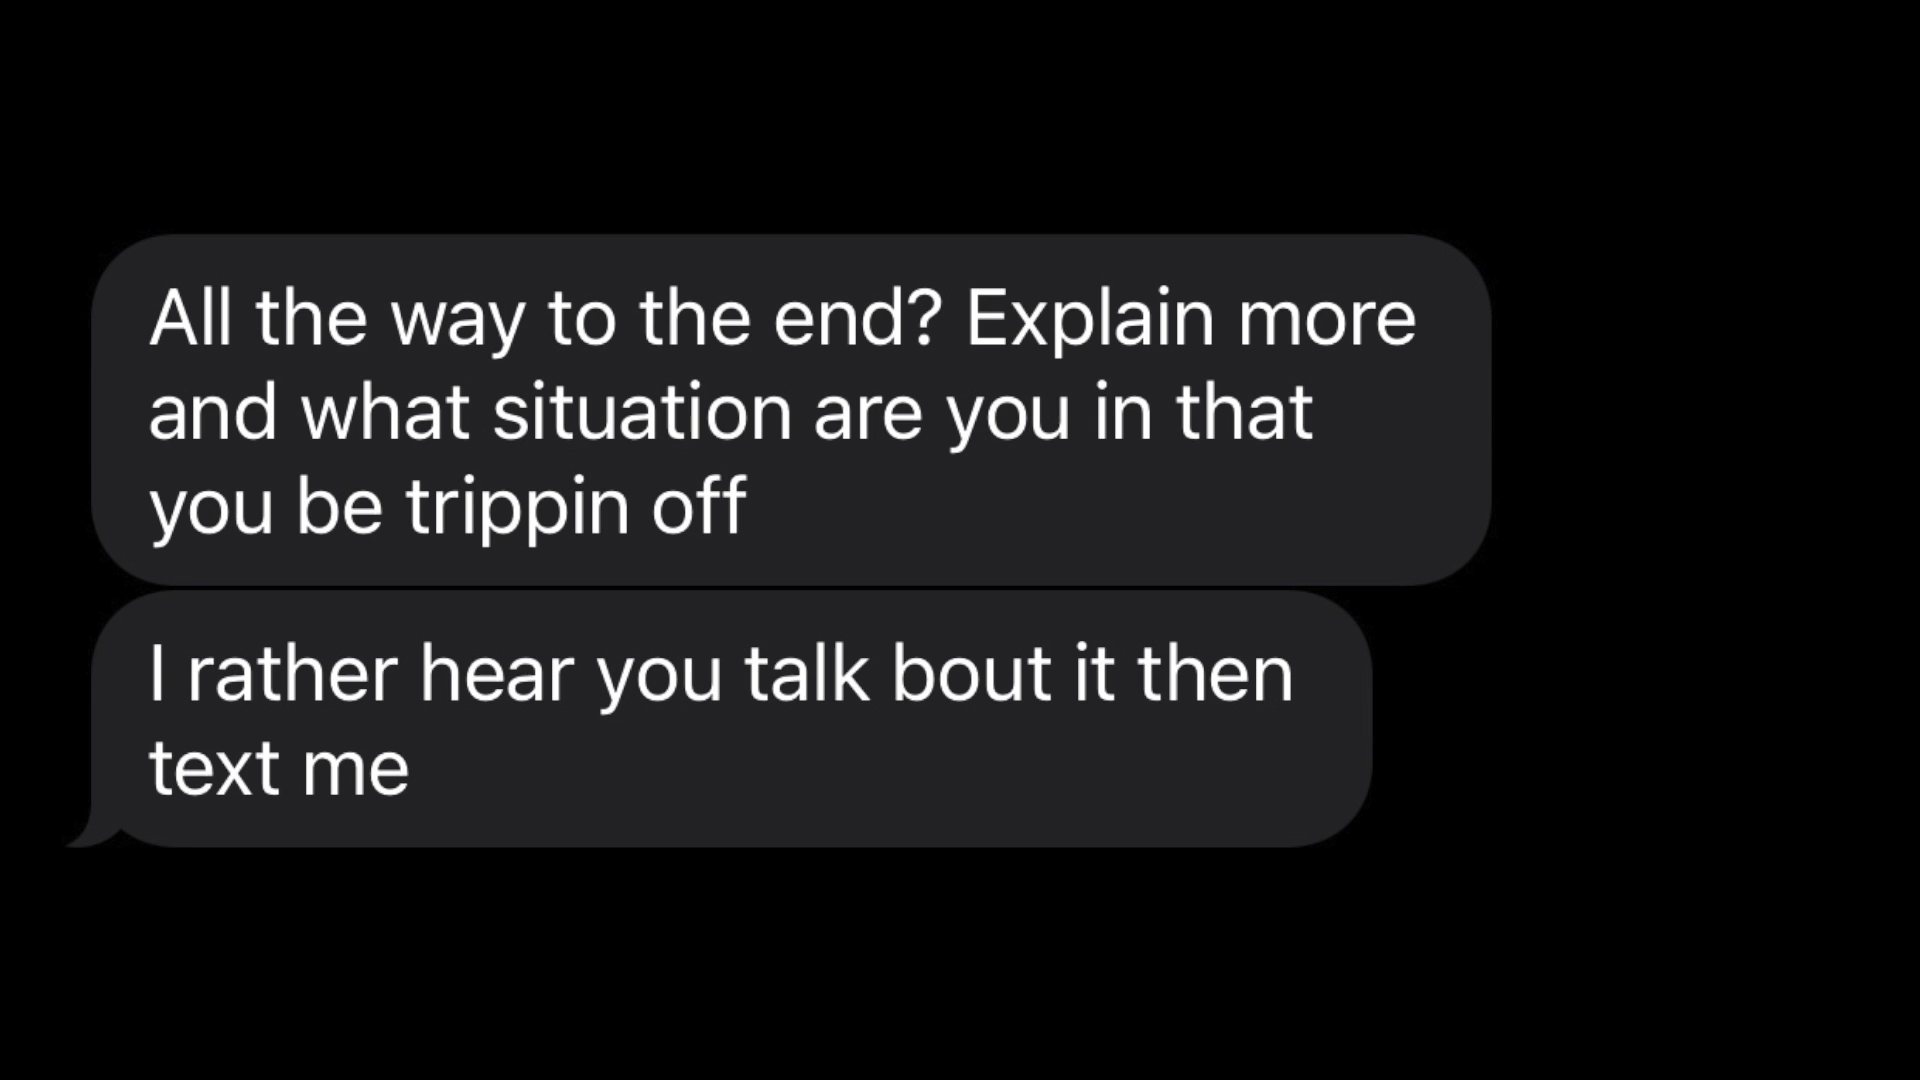 All the way to the end? Explain more
and what situation are you in that
you be trippin off
I rather hear you talk bout it then
text me